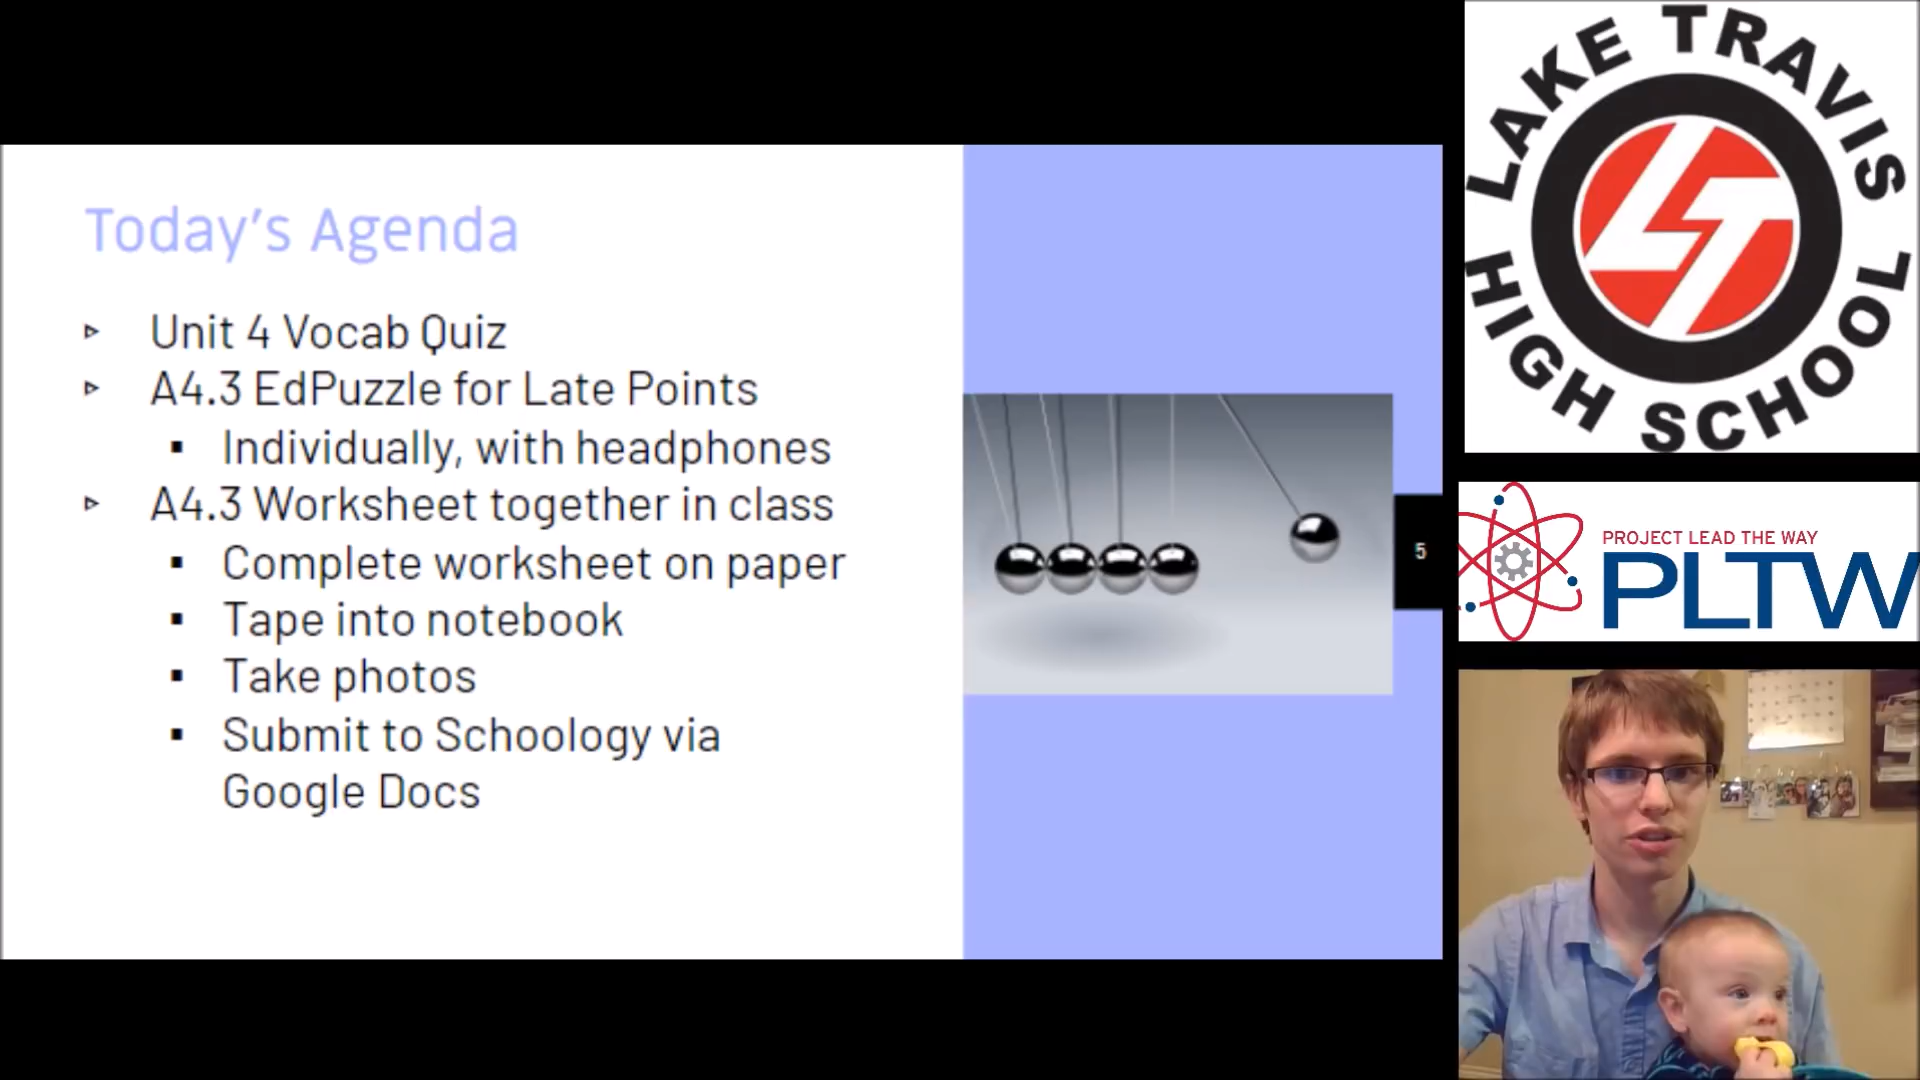 Today's Agenda
▹ Unit 4 Vocab Quiz
▹ A4.3 EdPuzzle for Late Points
▪ Individually, with headphones
▹ A4.3 Worksheet together in class
▪ Complete worksheet on paper
▪ Tape into notebook
▪ Take photos
▪ Submit to Schoology via
Google Docs
5
LAKE TRAVIS
LT
HIGH SCHOOL
PROJECT LEAD THE WAY
PLTW